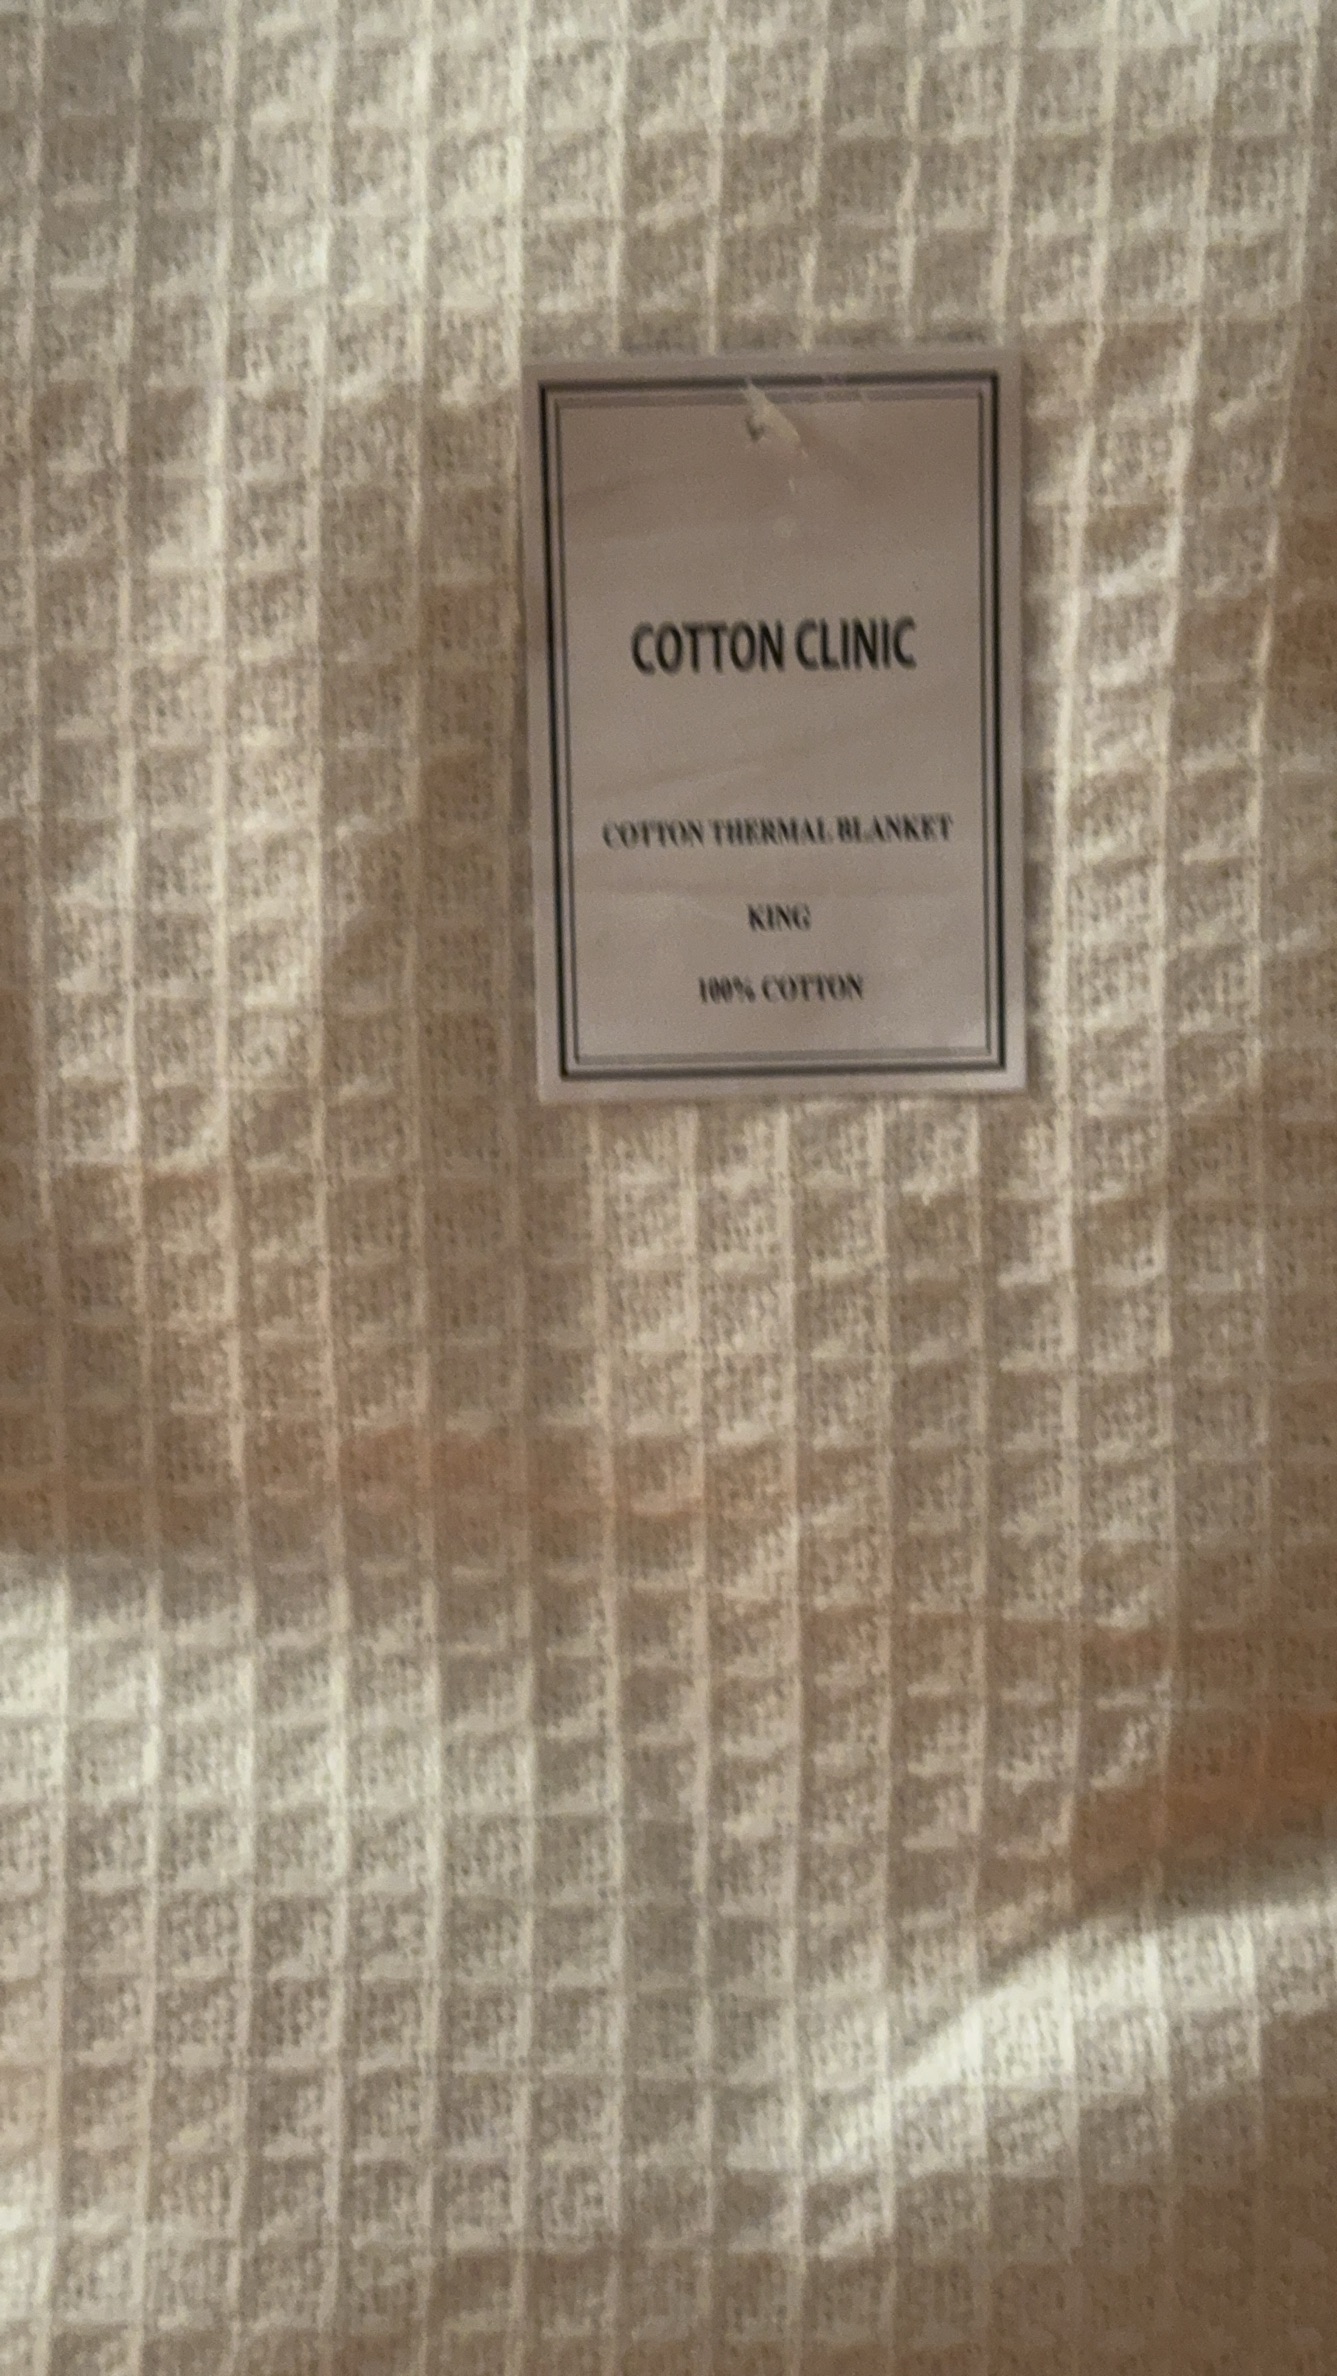 COTTON CLINIC
COTTON THERMAL BLANKET
KING
100% COTTON